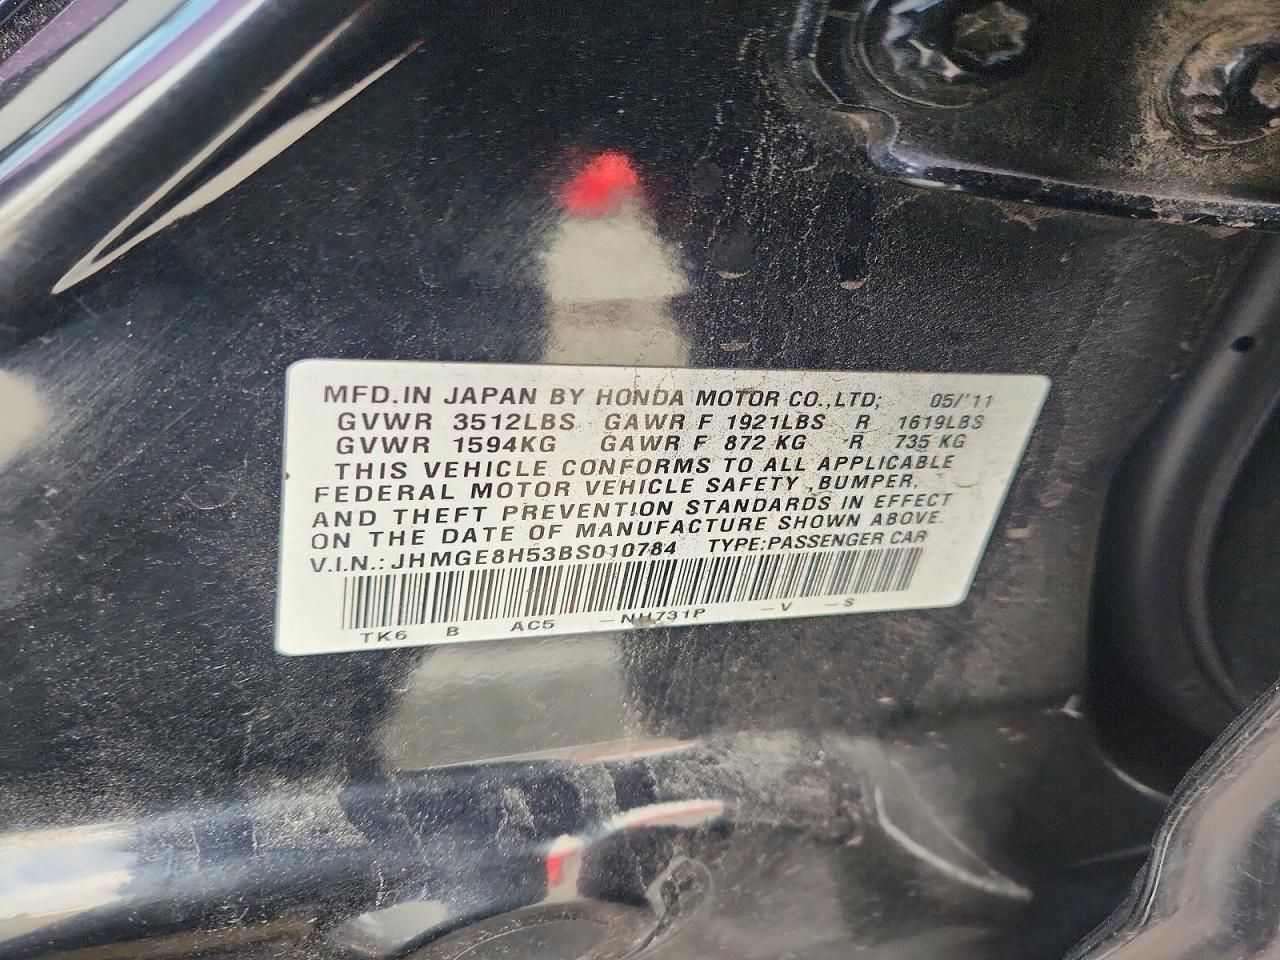 MFD.IN JAPAN BY HONDA MOTOR CO.,LTD; 05/'11
GVWR 3512LBS GAWR F 1921LBS R 1619LBS
GVWR 1594KG GAWR F 872 KG R 735 KG
THIS VEHICLE CONFORMS TO ALL APPLICABLE
FEDERAL MOTOR VEHICLE SAFETY ,BUMPER,
AND THEFT PREVENTION STANDARDS IN EFFECT
ON THE DATE OF MANUFACTURE SHOWN ABOVE.
V.I.N.: JHMGE8H53BS010784 TYPE:PASSENGER CAR
TK6 B AC5 -NH731P -V -S